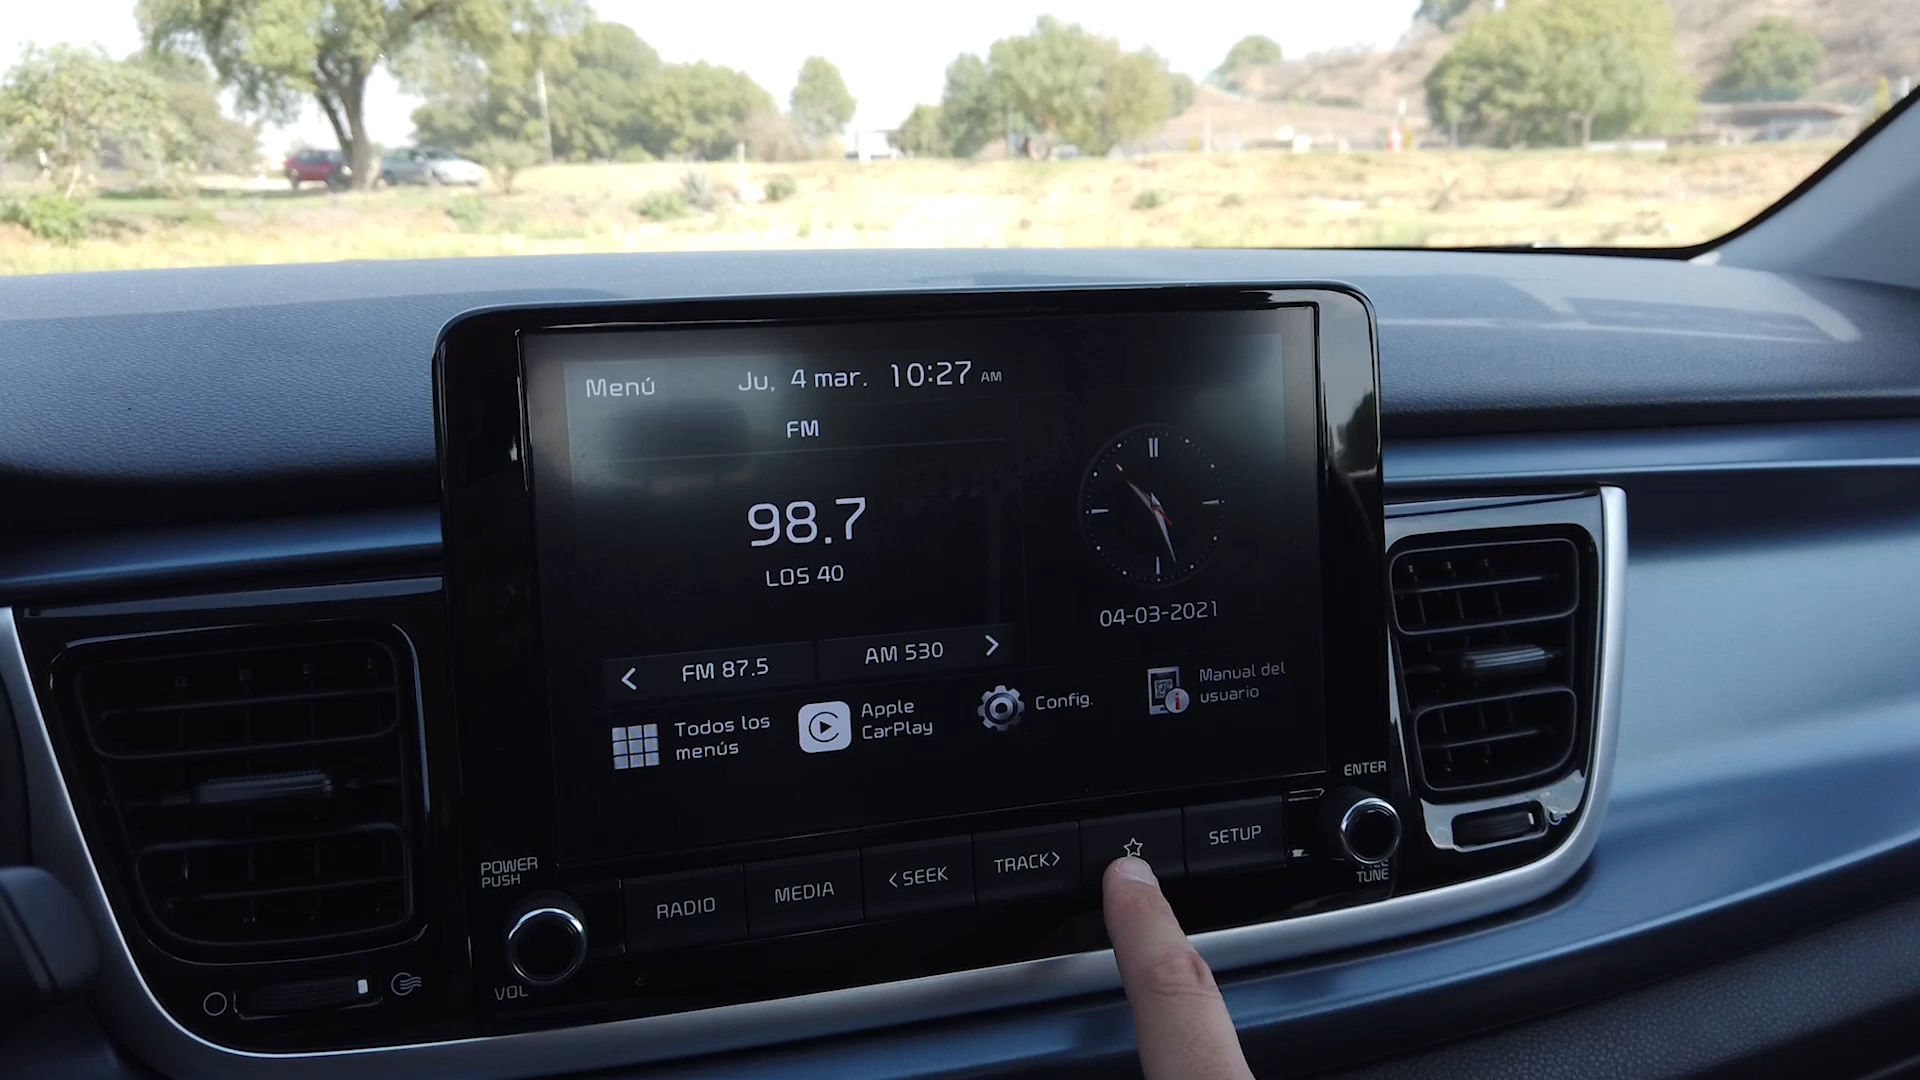 Menú
Ju, 4 mar. 10:27 AM
FM
98.7
LOS 40
04-03-2021
< FM 87.5
AM 530 >
Todos los
menús
Apple
CarPlay
Config.
Manual del
usuario
POWER
PUSH
VOL
RADIO
MEDIA
<SEEK
TRACK>
SETUP
ENTER
TUNE